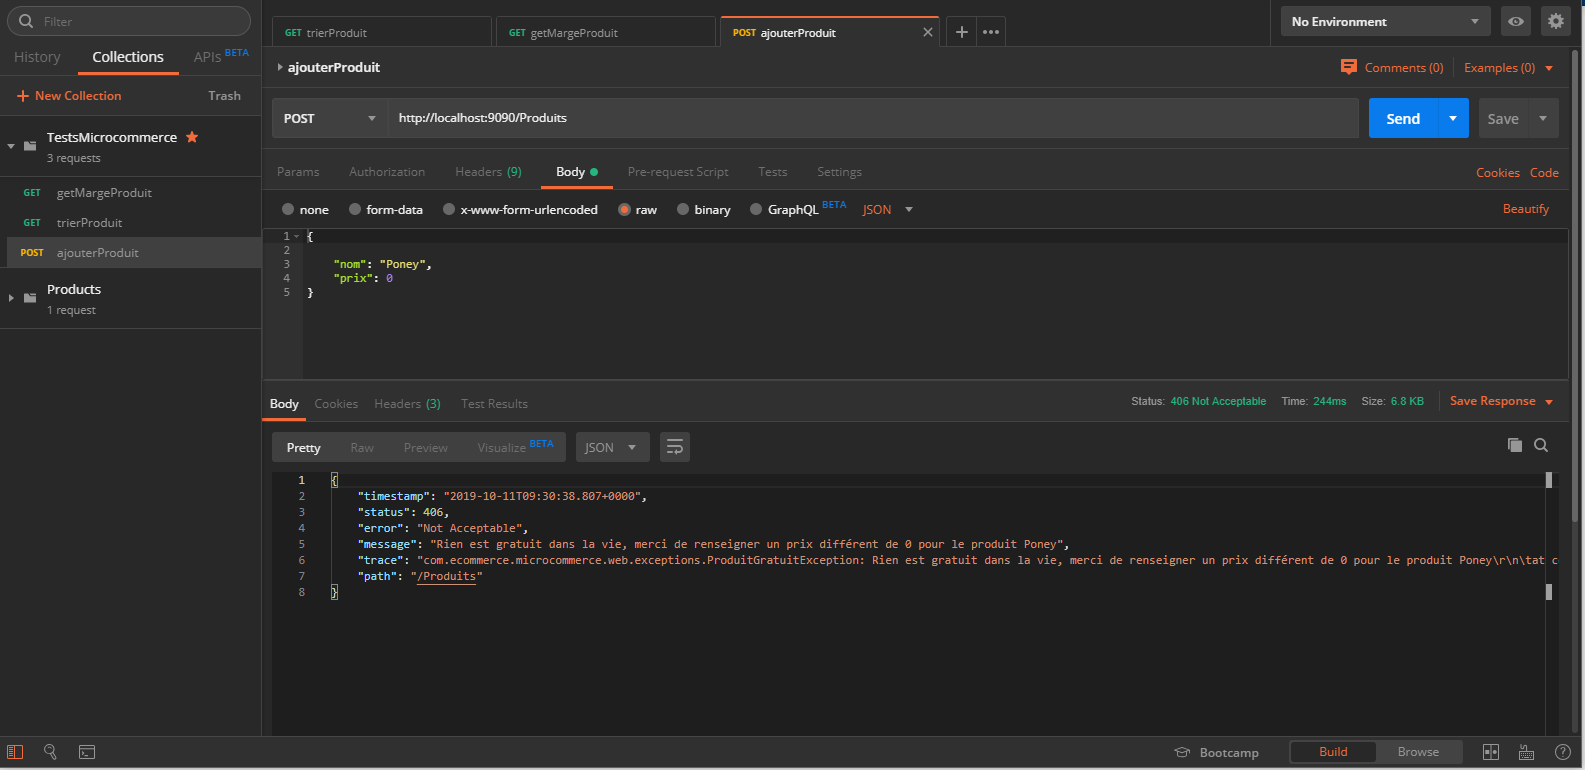 Filter
History Collections APIs BETA
+ New Collection Trash
TestsMicrocommerce
3 requests
GET getMargeProduit
GET trierProduit
POST ajouterProduit
Products
1 request
GET trierProduit GET getMargeProduit POST ajouterProduit
No Environment
ajouterProduit
Comments (0) Examples (0)
POST http://localhost:9090/Produits Send Save
Params Authorization Headers (9) Body Pre-request Script Tests Settings Cookies Code
none form-data x-www-form-urlencoded raw binary GraphQL BETA JSON Beautify
1 {
2
3 "nom": "Poney",
4 "prix": 0
5 }
Body Cookies Headers (3) Test Results Status: 406 Not Acceptable Time: 244ms Size: 6.8 KB Save Response
Pretty Raw Preview Visualize BETA JSON
1 {
2 "timestamp": "2019-10-11T09:30:38.807+0000",
3 "status": 406,
4 "error": "Not Acceptable",
5 "message": "Rien est gratuit dans la vie, merci de renseigner un prix différent de 0 pour le produit Poney",
6 "trace": "com.ecommerce.microcommerce.web.exceptions.ProduitGratuitException: Rien est gratuit dans la vie, merci de renseigner un prix différent de 0 pour le produit Poney\r\n\tat c
7 "path": "/Produits"
8 }
Bootcamp Build Browse